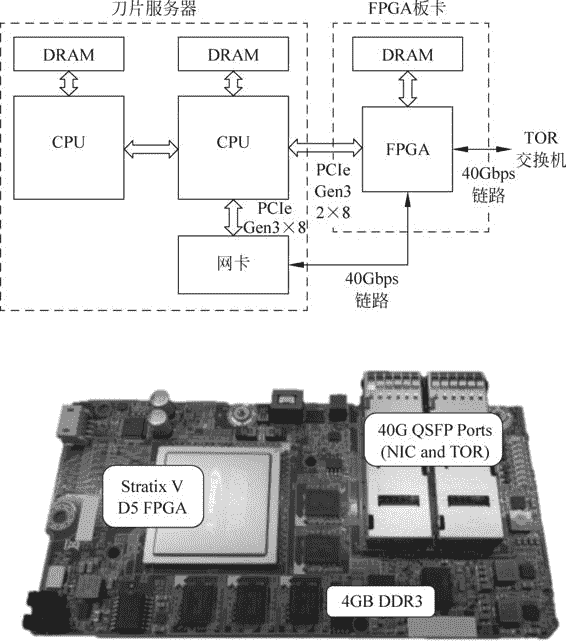 刀片服务器
FPGA板卡
DRAM
DRAM
DRAM
CPU
CPU
FPGA
TOR
交换机
40Gbps
链路
PCIe
Gen3
2×8
PCIe
Gen3×8
网卡
40Gbps
链路
40G QSFP Ports
(NIC and TOR)
Stratix V
D5 FPGA
4GB DDR3